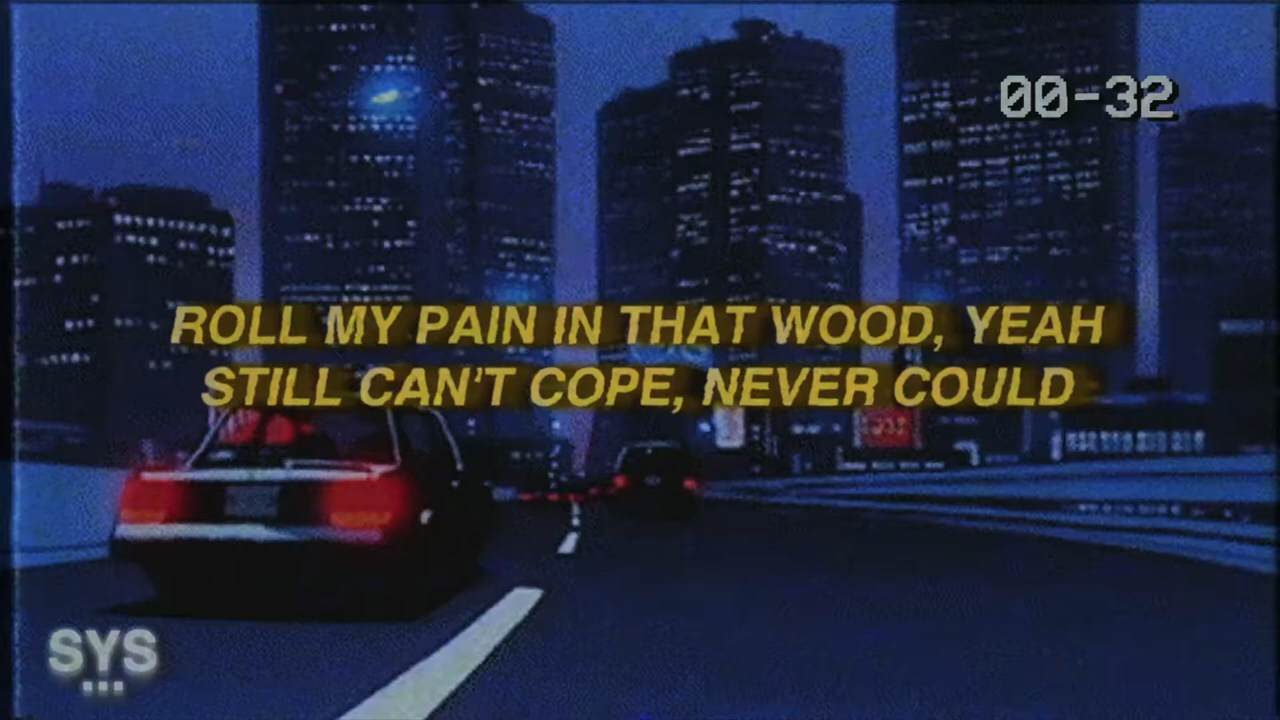 00-32
ROLL MY PAIN IN THAT WOOD, YEAH
STILL CAN'T COPE, NEVER COULD
SYS